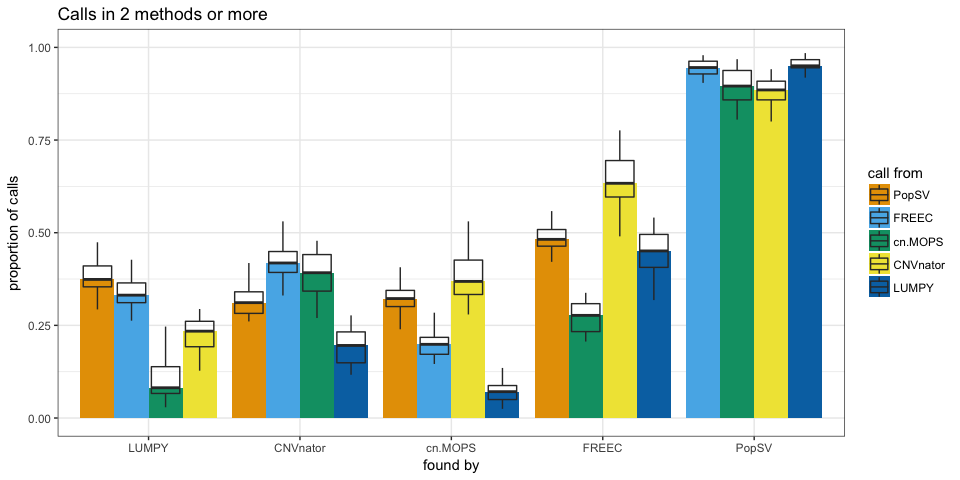 Calls in 2 methods or more
proportion of calls
1.00
0.75
0.50
0.25
0.00
LUMPY CNVnator cn.MOPS FREEC PopSV
found by
call from
PopSV
FREEC
cn.MOPS
CNVnator
LUMPY